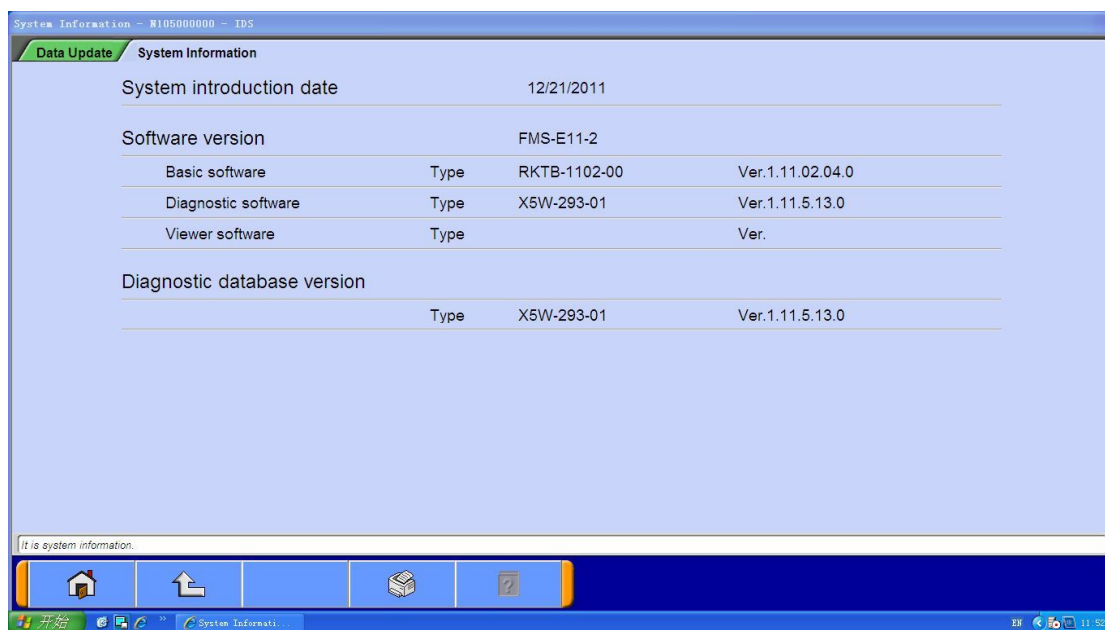 System Information - N105000000 - IDS
Data Update System Information
System introduction date 12/21/2011
Software version FMS-E11-2
Basic software Type RKTB-1102-00 Ver.1.11.02.04.0
Diagnostic software Type X5W-293-01 Ver.1.11.5.13.0
Viewer software Type Ver.
Diagnostic database version
Type X5W-293-01 Ver.1.11.5.13.0
It is system information.
?
开始 » System Informati... EN 11:52